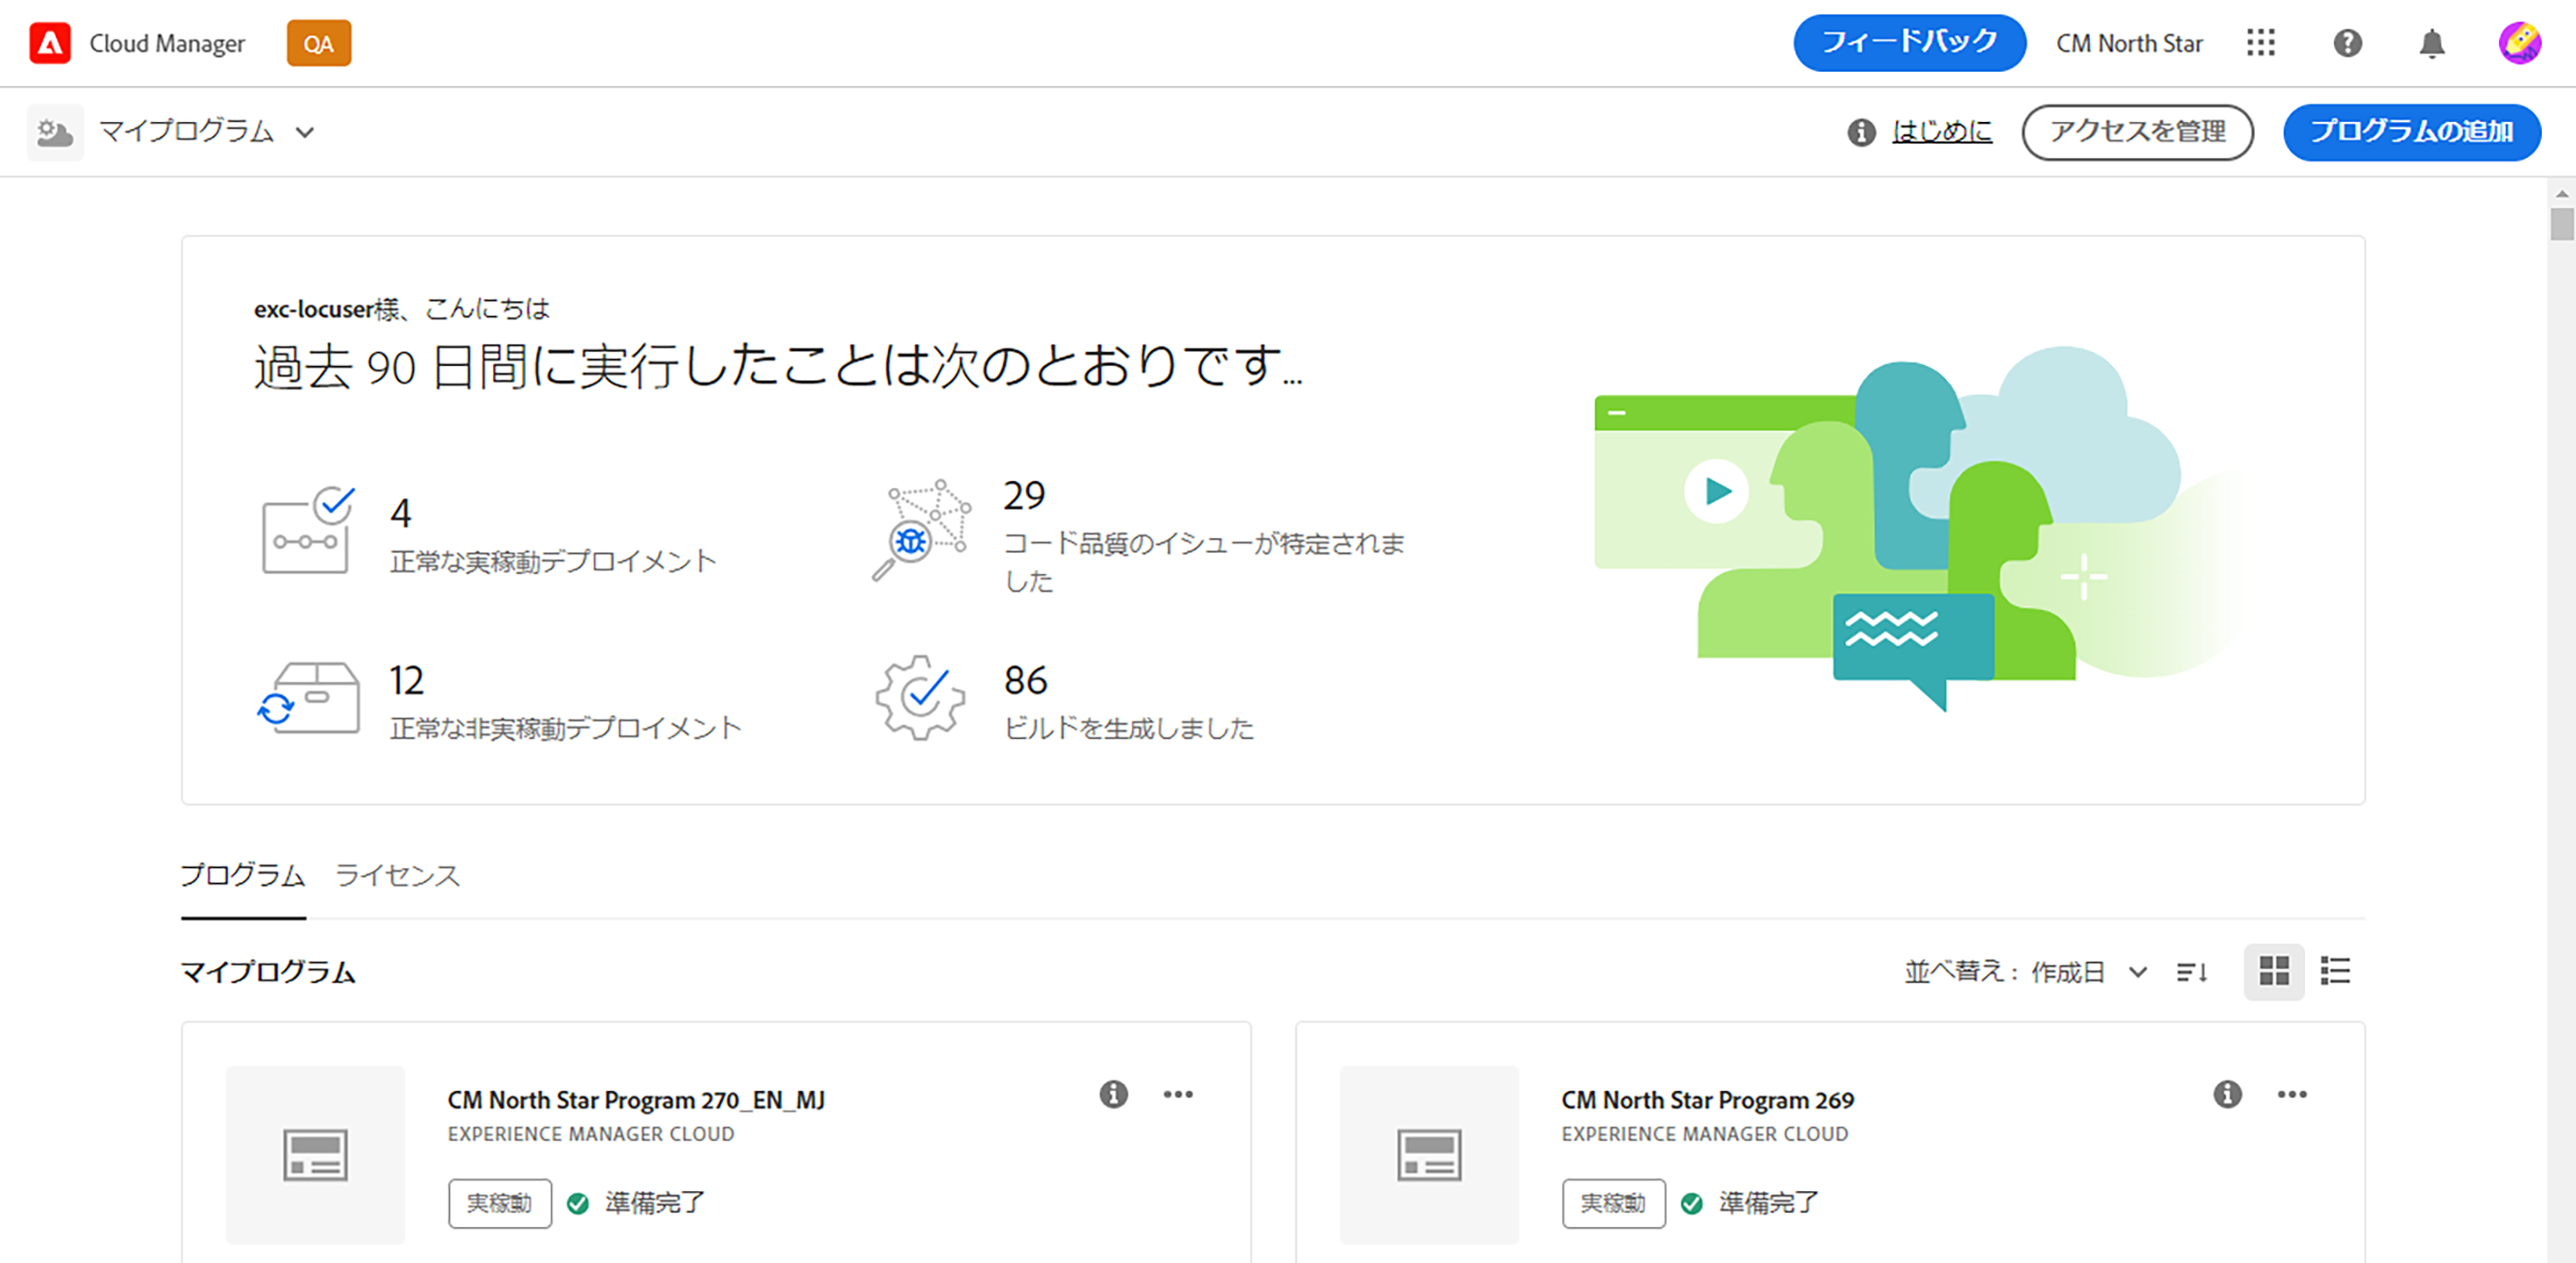 Cloud Manager QA フィードバック CM North Star
マイプログラム はじめに アクセスを管理 プログラムの追加
exc-locuser様、こんにちは
過去 90 日間に実行したことは次のとおりです...
4
正常な実稼動デプロイメント
29
コード品質のイシューが特定されま
した
12
正常な非実稼動デプロイメント
86
ビルドを生成しました
プログラム ライセンス
マイプログラム 並べ替え : 作成日
CM North Star Program 270_EN_MJ
EXPERIENCE MANAGER CLOUD
実稼動 準備完了
CM North Star Program 269
EXPERIENCE MANAGER CLOUD
実稼動 準備完了